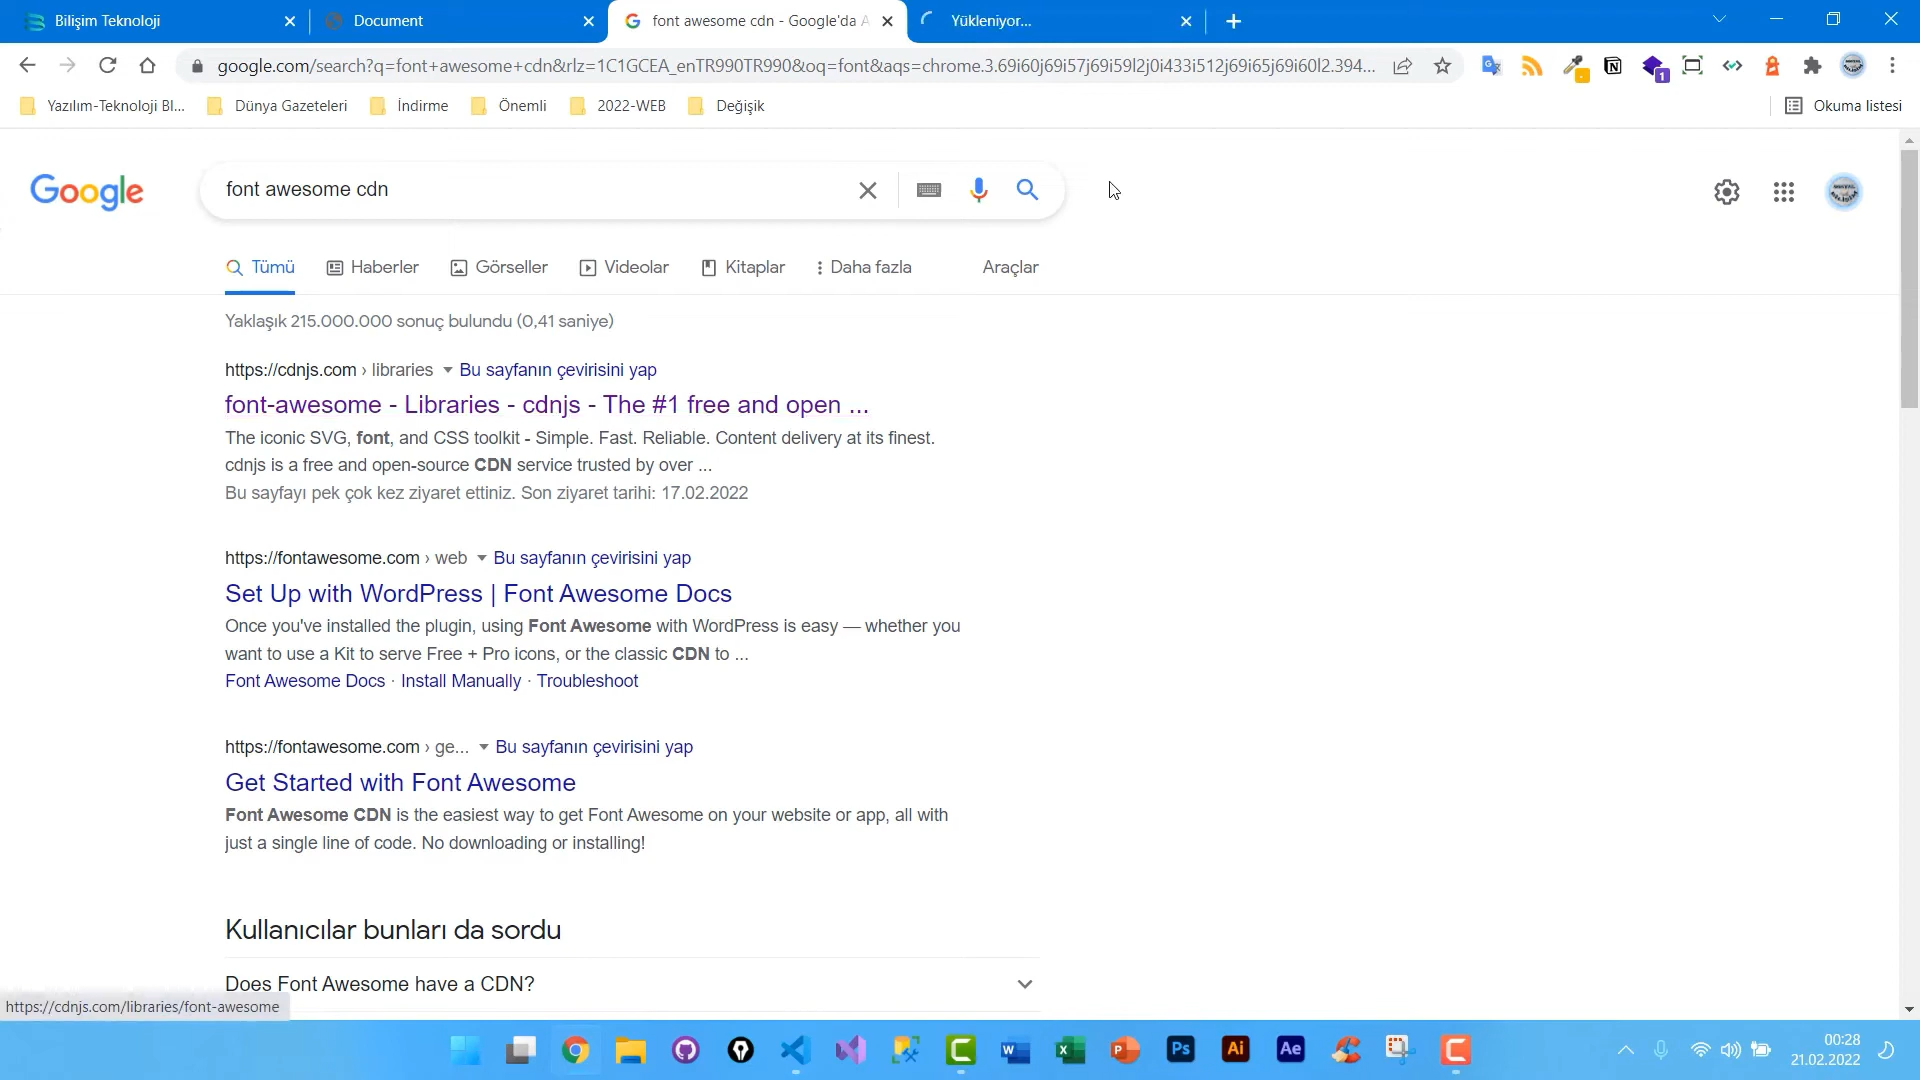 Bilişim Teknoloji
Document
font awesome cdn - Google'da A
Yükleniyor...
google.com/search?q=font+awesome+cdn&rlz=1C1GCEA_enTR990TR990&oq=font&aqs=chrome.3.69i60j69i57j69i59l2j0i433i512j69i65j69i60l2.394...
1
Yazılım-Teknoloji Bl...
Dünya Gazeteleri
İndirme
Önemli
2022-WEB
Değişik
Okuma listesi
Google
font awesome cdn
Tümü
Haberler
Görseller
Videolar
Kitaplar
Daha fazla
Araçlar
Yaklaşık 215.000.000 sonuç bulundu (0,41 saniye)
https://cdnjs.com › libraries Bu sayfanın çevirisini yap
font-awesome - Libraries - cdnjs - The #1 free and open ...
The iconic SVG, font, and CSS toolkit - Simple. Fast. Reliable. Content delivery at its finest.
cdnjs is a free and open-source CDN service trusted by over ...
Bu sayfayı pek çok kez ziyaret ettiniz. Son ziyaret tarihi: 17.02.2022
https://fontawesome.com › web Bu sayfanın çevirisini yap
Set Up with WordPress | Font Awesome Docs
Once you've installed the plugin, using Font Awesome with WordPress is easy — whether you
want to use a Kit to serve Free + Pro icons, or the classic CDN to ...
Font Awesome Docs · Install Manually · Troubleshoot
https://fontawesome.com › ge... Bu sayfanın çevirisini yap
Get Started with Font Awesome
Font Awesome CDN is the easiest way to get Font Awesome on your website or app, all with
just a single line of code. No downloading or installing!
Kullanıcılar bunları da sordu
Does Font Awesome have a CDN?
https://cdnjs.com/libraries/font-awesome
W
X
P
Ps
Ai
Ae
00:28
21.02.2022